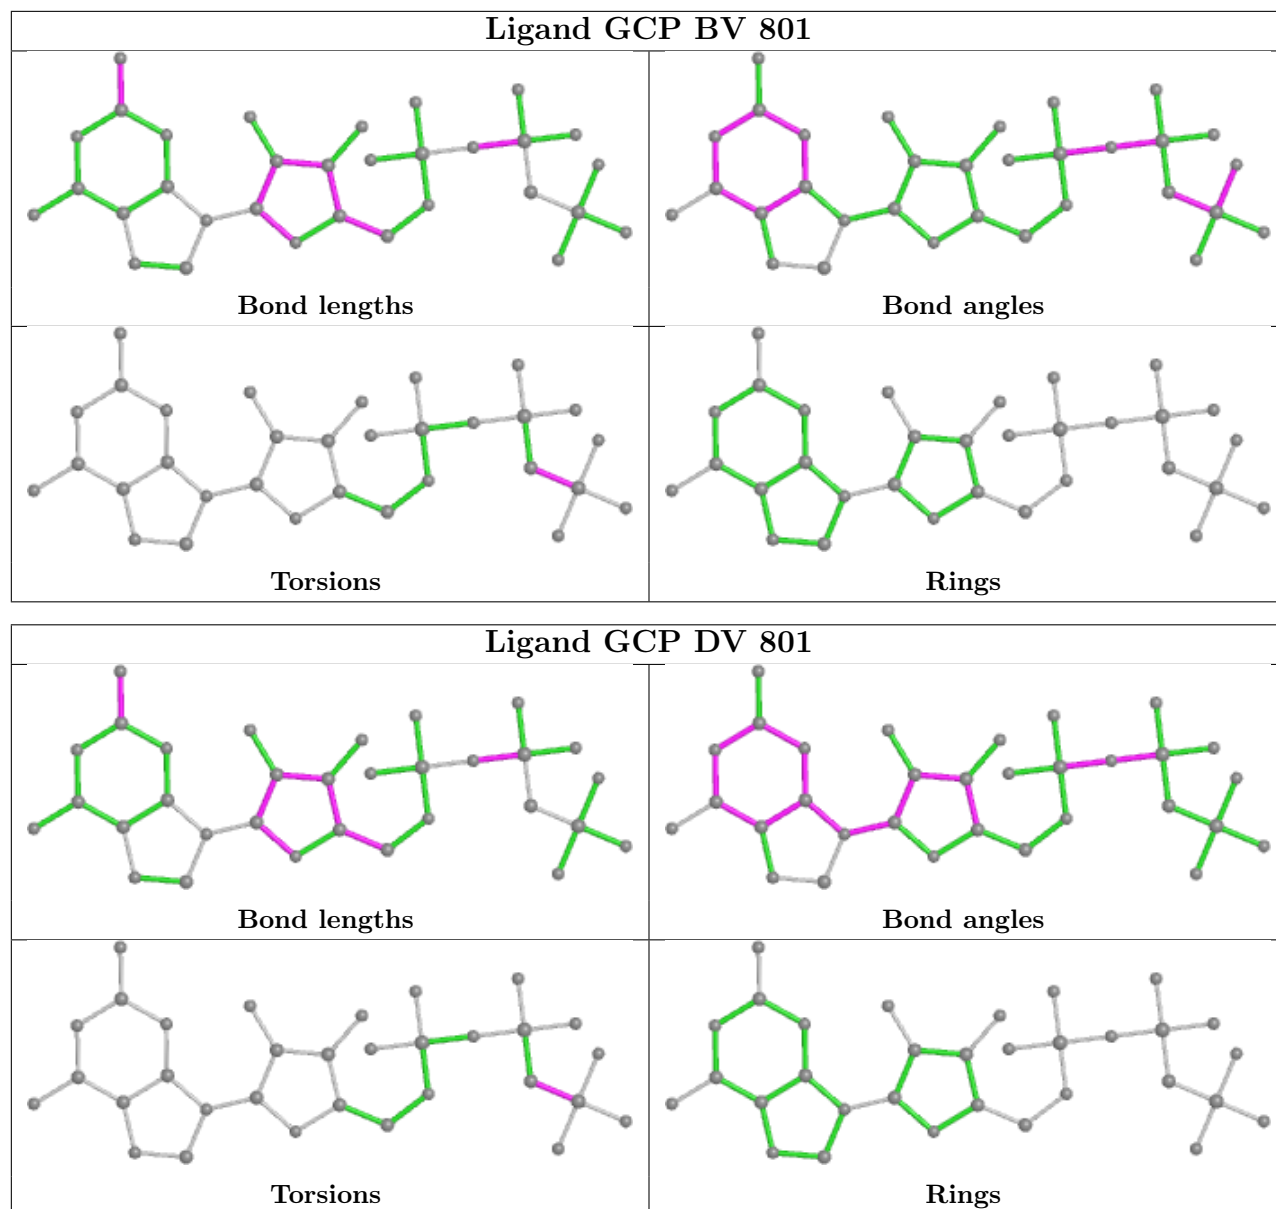 Ligand GCP BV 801
Bond lengths
Bond angles
Torsions
Rings
Ligand GCP DV 801
Bond lengths
Bond angles
Torsions
Rings